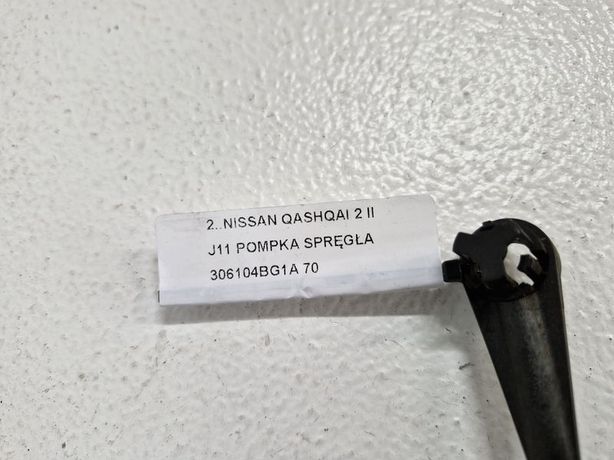 2..NISSAN QASHQAI 2 II
J11 POMPKA SPRĘGŁA
306104BG1A 70